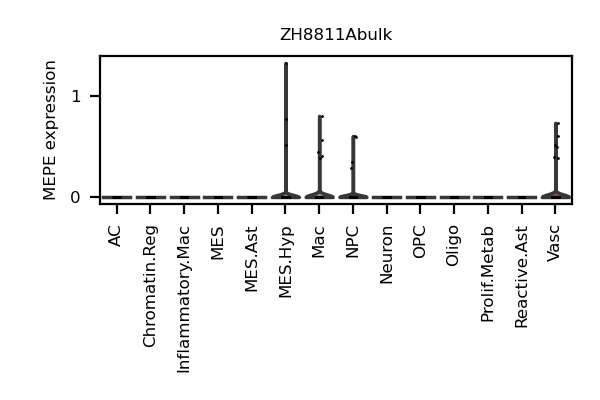 ZH8811Abulk
MEPE expression
1
0
AC
Chromatin.Reg
Inflammatory.Mac
MES
MES.Ast
MES.Hyp
Mac
NPC
Neuron
OPC
Oligo
Prolif.Metab
Reactive.Ast
Vasc